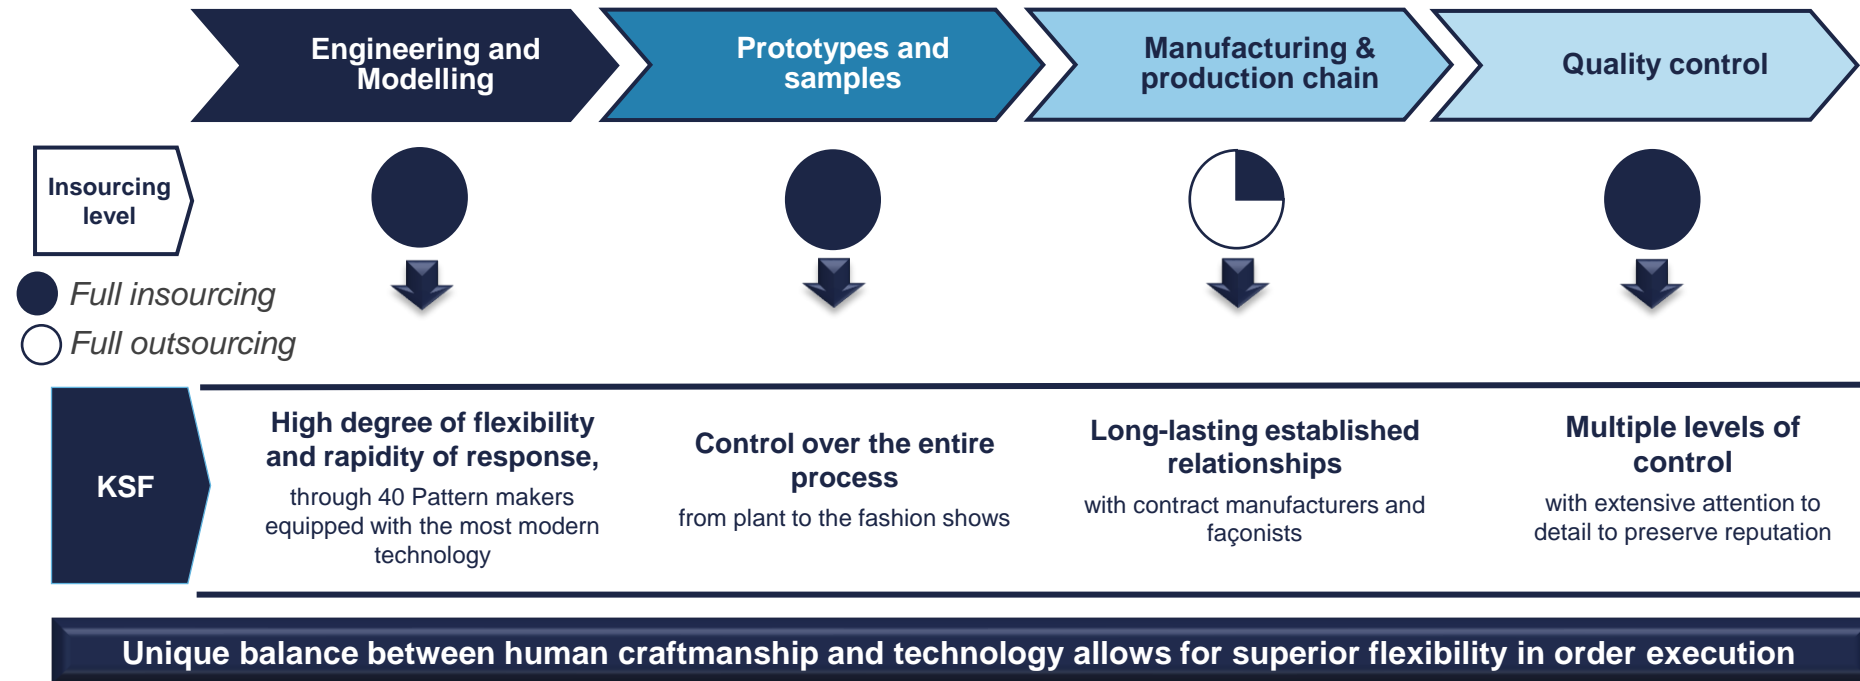 Engineering and
Modelling
Prototypes and
samples
Manufacturing &
production chain
Quality control
Insourcing
level
Full insourcing
Full outsourcing
KSF
High degree of flexibility
and rapidity of response,
through 40 Pattern makers
equipped with the most modern
technology
Control over the entire
process
from plant to the fashion shows
Long-lasting established
relationships
with contract manufacturers and
façonists
Multiple levels of
control
with extensive attention to
detail to preserve reputation
Unique balance between human craftmanship and technology allows for superior flexibility in order execution